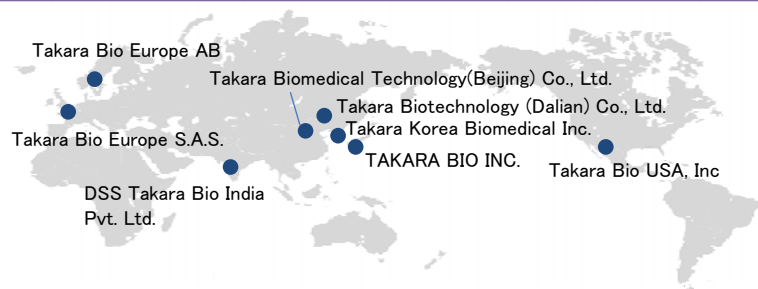 Takara Bio Europe AB
Takara Biomedical Technology(Beijing) Co., Ltd.
Takara Biotechnology (Dalian) Co., Ltd.
Takara Korea Biomedical Inc.
Takara Bio Europe S.A.S.
TAKARA BIO INC.
Takara Bio USA, Inc
DSS Takara Bio India
Pvt. Ltd.